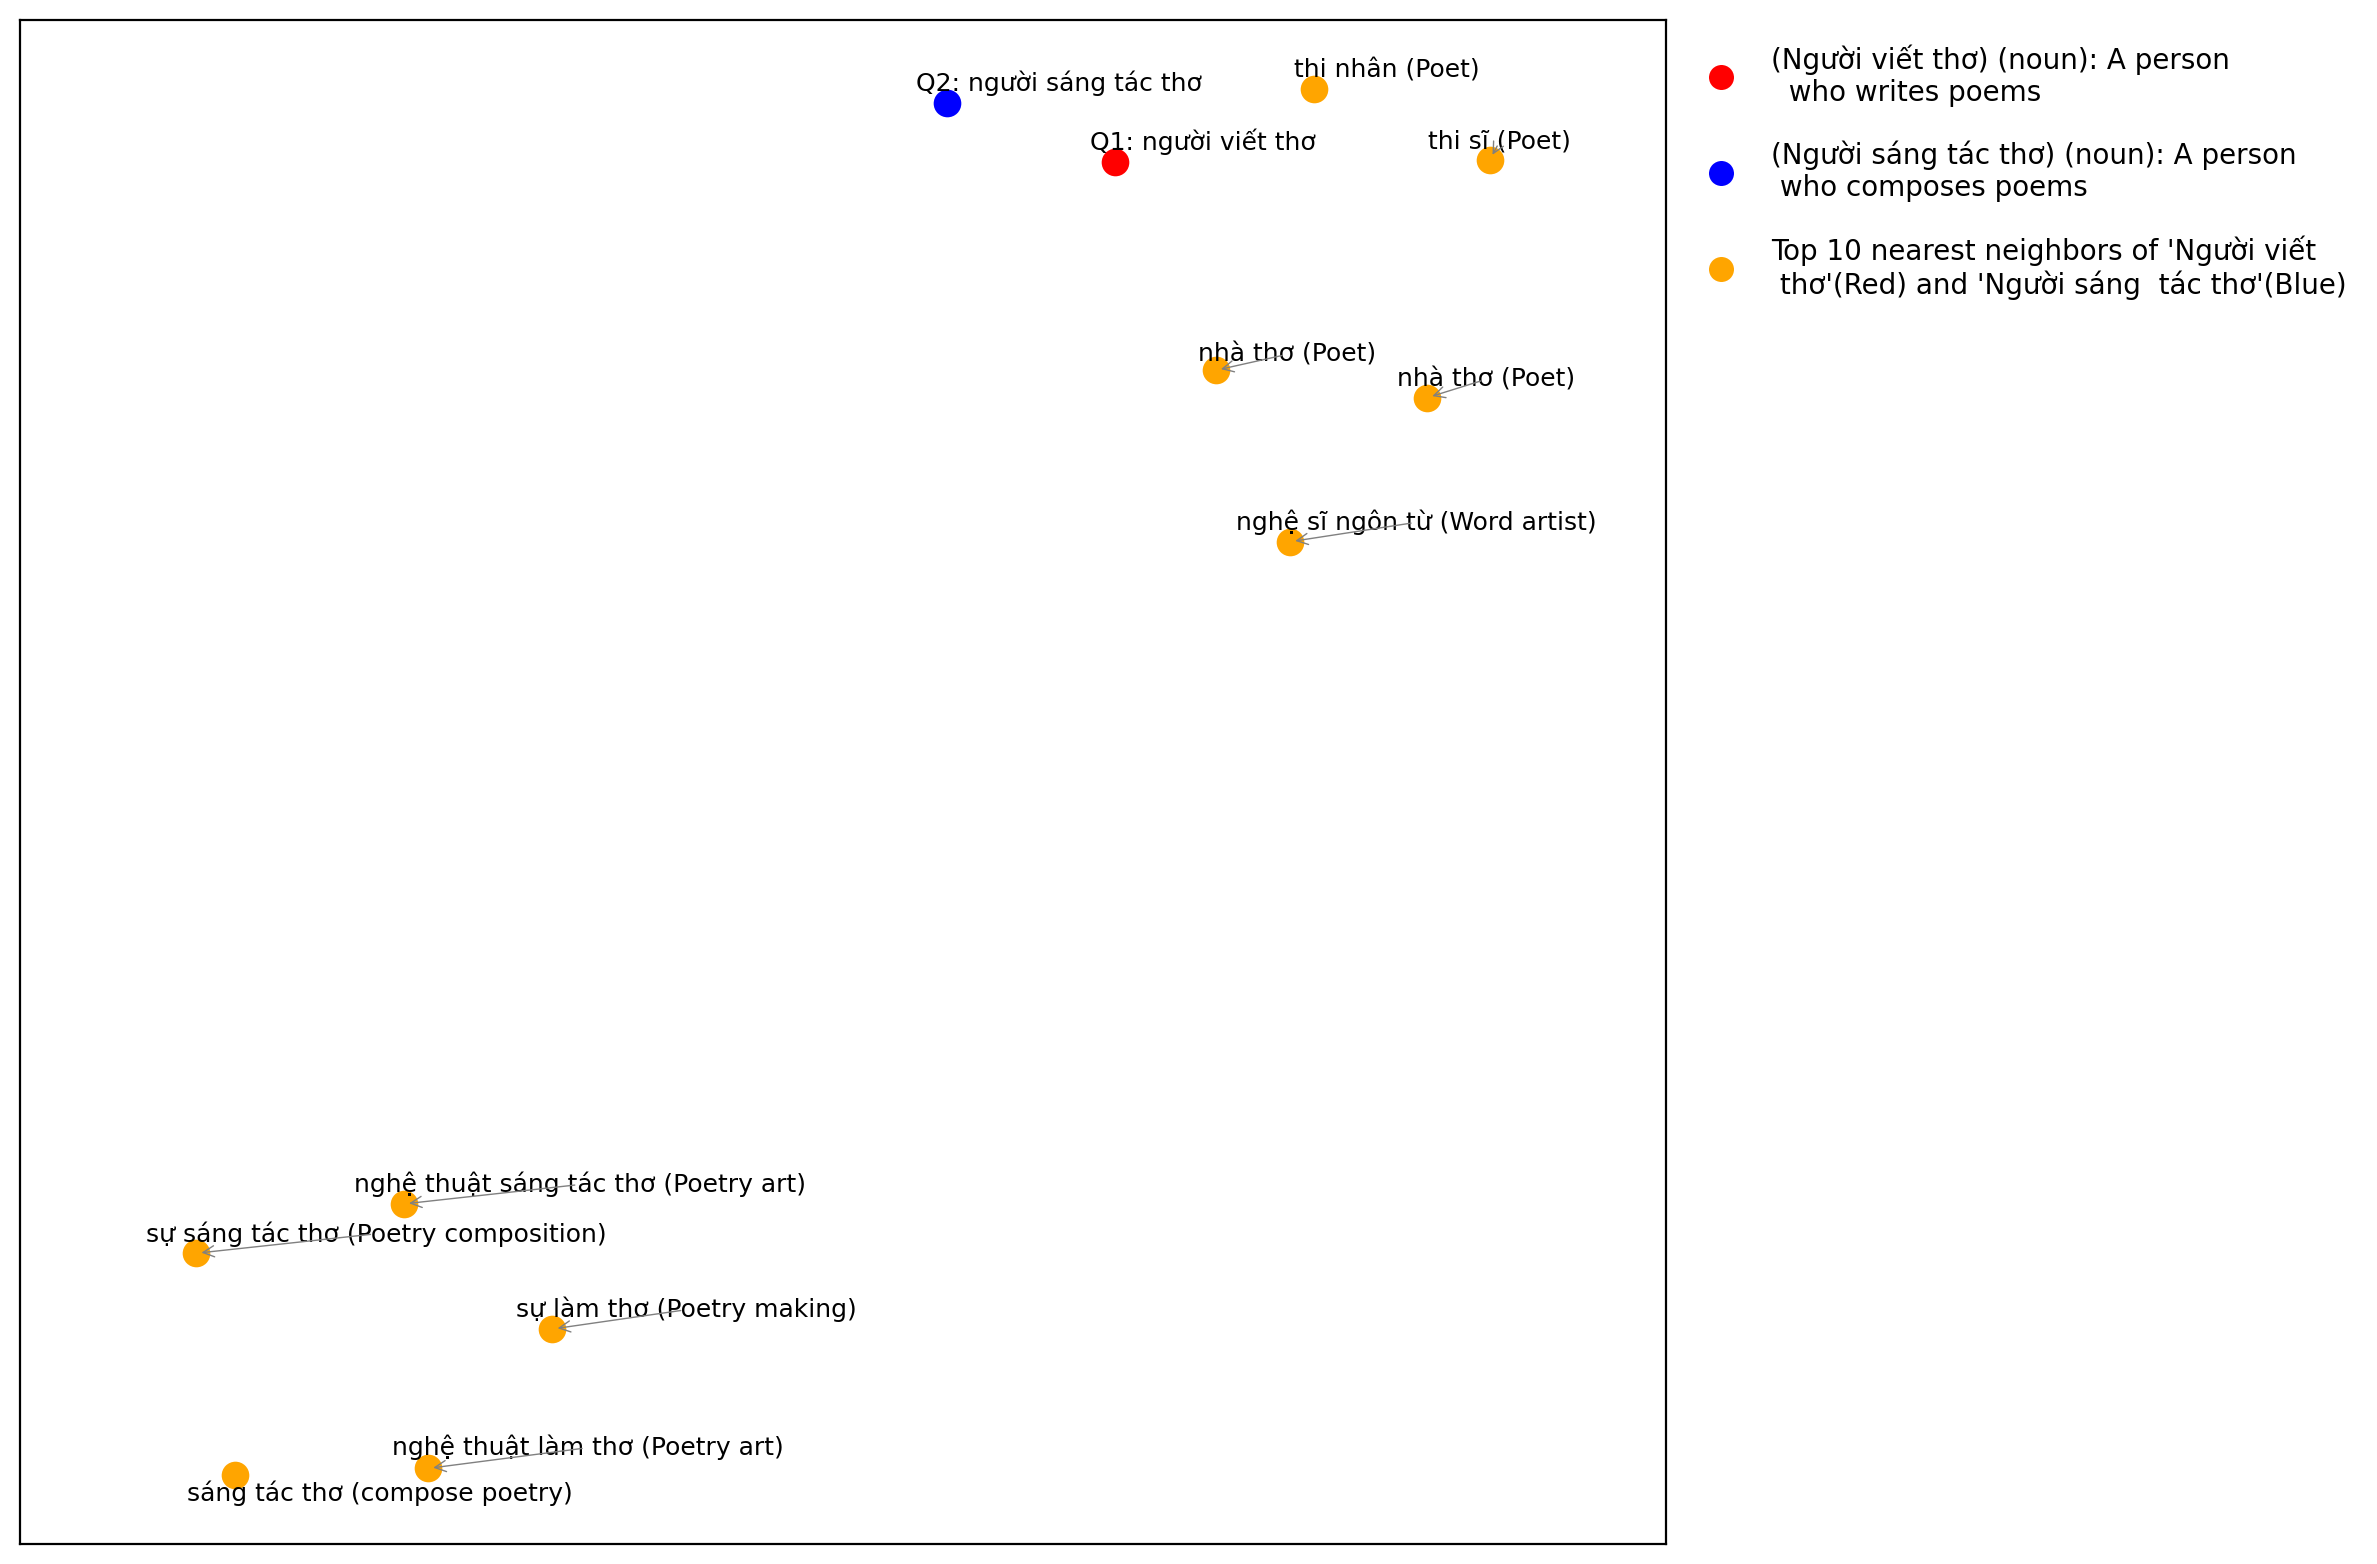 Q2: người sáng tác thơ
thi nhân (Poet)
Q1: người viết thơ
thi sĩ (Poet)
nhà thơ (Poet)
nhà thơ (Poet)
nghệ sĩ ngôn từ (Word artist)
nghệ thuật sáng tác thơ (Poetry art)
sự sáng tác thơ (Poetry composition)
sự làm thơ (Poetry making)
nghệ thuật làm thơ (Poetry art)
sáng tác thơ (compose poetry)
(Người viết thơ) (noun): A person
who writes poems
(Người sáng tác thơ) (noun): A person
who composes poems
Top 10 nearest neighbors of 'Người viết
thơ'(Red) and 'Người sáng  tác thơ'(Blue)